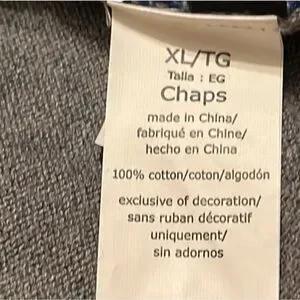 XL/TG
Talla : EG
Chaps
made in China/
fabriqué en Chine/
hecho en China
100% cotton/coton/algodón
exclusive of decoration/
sans ruban décoratif
uniquement/
sin adornos